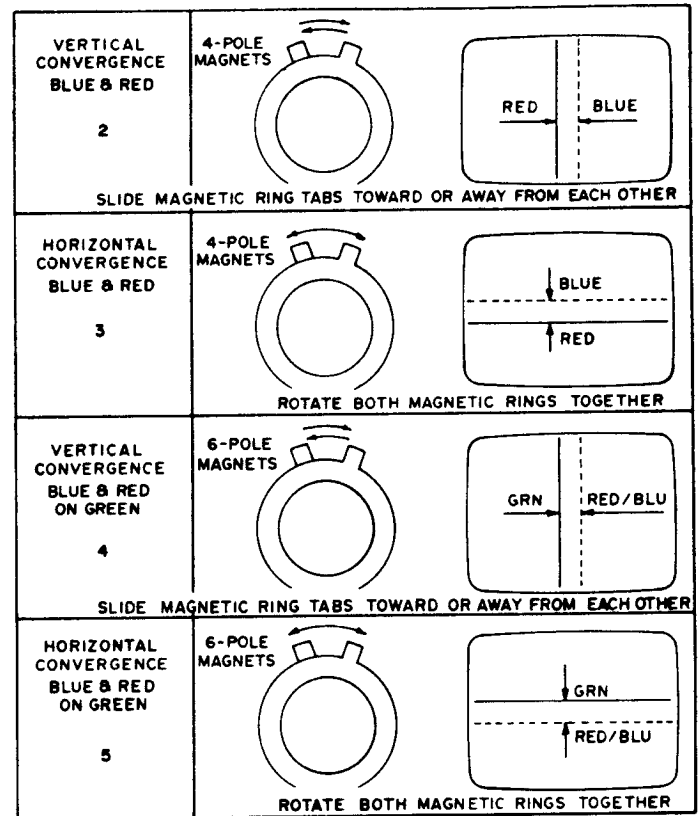 VERTICAL
CONVERGENCE
BLUE & RED
2
4-POLE
MAGNETS
RED
BLUE
SLIDE MAGNETIC RING TABS TOWARD OR AWAY FROM EACH OTHER
HORIZONTAL
CONVERGENCE
BLUE & RED
3
4-POLE
MAGNETS
BLUE
RED
ROTATE BOTH MAGNETIC RINGS TOGETHER
VERTICAL
CONVERGENCE
BLUE & RED
ON GREEN
4
6-POLE
MAGNETS
GRN
RED/BLU
SLIDE MAGNETIC RING TABS TOWARD OR AWAY FROM EACH OTHER
HORIZONTAL
CONVERGENCE
BLUE & RED
ON GREEN
5
6-POLE
MAGNETS
GRN
RED/BLU
ROTATE BOTH MAGNETIC RINGS TOGETHER